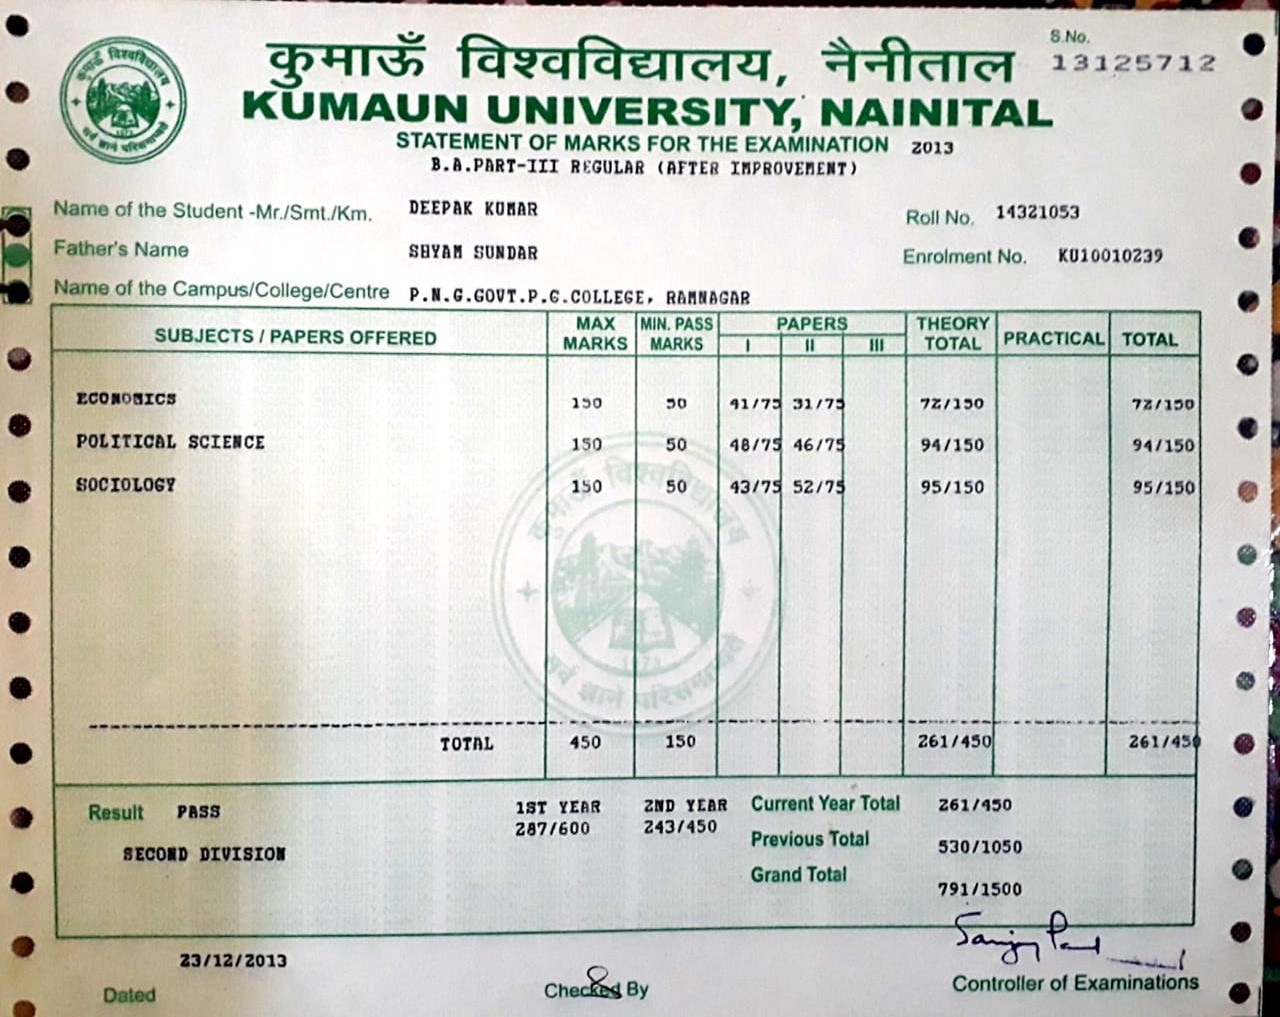 कुमाऊँ विश्वविद्यालय, नैनीताल
S.No.
13125712
KUMAUN UNIVERSITY, NAINITAL
STATEMENT OF MARKS FOR THE EXAMINATION 2013
B.A.PART-III REGULAR (AFTER IMPROVEMENT)
Name of the Student -Mr./Smt./Km. DEEPAK KUMAR Roll No. 14321053
Father's Name SHYAM SUNDAR Enrolment No. KU10010239
Name of the Campus/College/Centre P.N.G.GOVT.P.G.COLLEGE, RAMNAGAR
SUBJECTS / PAPERS OFFERED MAX MARKS MIN. PASS MARKS PAPERS I II III THEORY TOTAL PRACTICAL TOTAL
ECONOMICS 150 50 41/75 31/75 72/150 72/150
POLITICAL SCIENCE 150 50 48/75 46/75 94/150 94/150
SOCIOLOGY 150 50 43/75 52/75 95/150 95/150
कुमाऊँ विश्वविद्यालय
1973
सर्व ज्ञाने परिसमाप्यते
TOTAL 450 150 261/450 261/450
Result PASS 1ST YEAR 2ND YEAR Current Year Total 261/450
287/600 243/450
Previous Total 530/1050
SECOND DIVISION
Grand Total 791/1500
23/12/2013
Dated Checked By Controller of Examinations